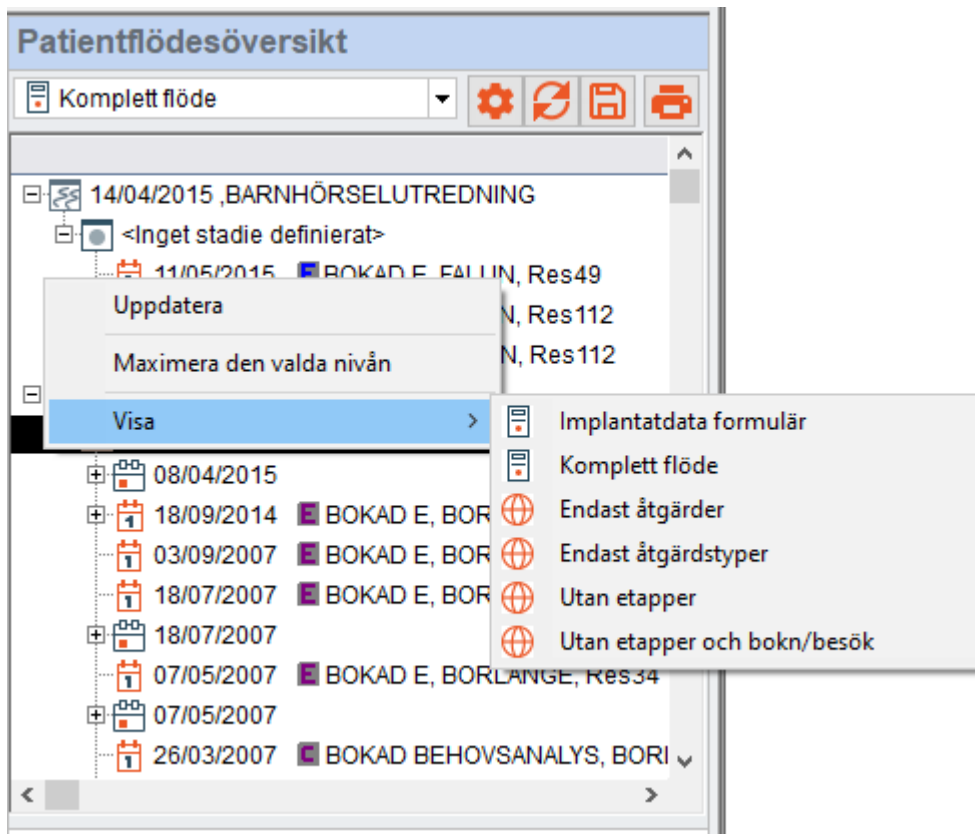 Patientflödesöversikt
Komplett flöde
14/04/2015 ,BARNHÖRSELUTREDNING
<Inget stadie definierat>
11/05/2015 E BOKAD E, FALUN, Res49
N, Res112
N, Res112
Uppdatera
Maximera den valda nivån
Visa
Implantatdata formulär
Komplett flöde
Endast åtgärder
Endast åtgärdstyper
Utan etapper
Utan etapper och bokn/besök
08/04/2015
18/09/2014 E BOKAD E, BOR
03/09/2007 E BOKAD E, BOR
18/07/2007 E BOKAD E, BOR
18/07/2007
07/05/2007 E BOKAD E, BORLÄNGE, Res34
07/05/2007
26/03/2007 C BOKAD BEHOVSANALYS, BORL